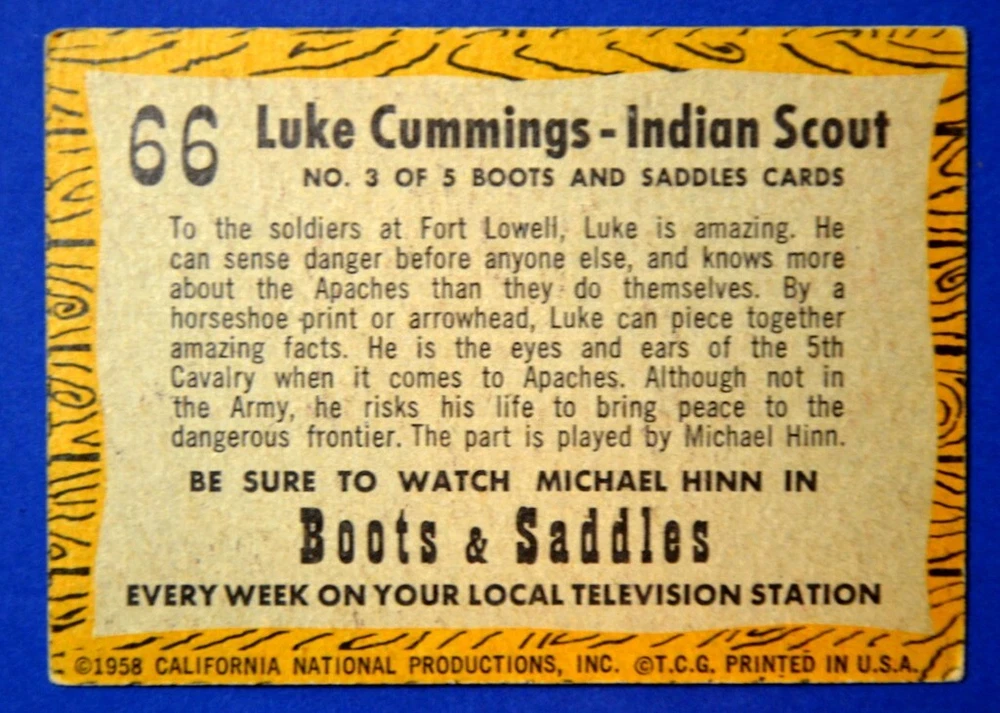 66
Luke Cummings - Indian Scout
NO. 3 OF 5 BOOTS AND SADDLES CARDS
To the soldiers at Fort Lowell, Luke is amazing. He
can sense danger before anyone else, and knows more
about the Apaches than they do themselves. By a
horseshoe print or arrowhead, Luke can piece together
amazing facts. He is the eyes and ears of the 5th
Cavalry when it comes to Apaches. Although not in
the Army, he risks his life to bring peace to the
dangerous frontier. The part is played by Michael Hinn.
BE SURE TO WATCH MICHAEL HINN IN
Boots & Saddles
EVERY WEEK ON YOUR LOCAL TELEVISION STATION
©1958 CALIFORNIA NATIONAL PRODUCTIONS, INC. ©T.C.G. PRINTED IN U.S.A.